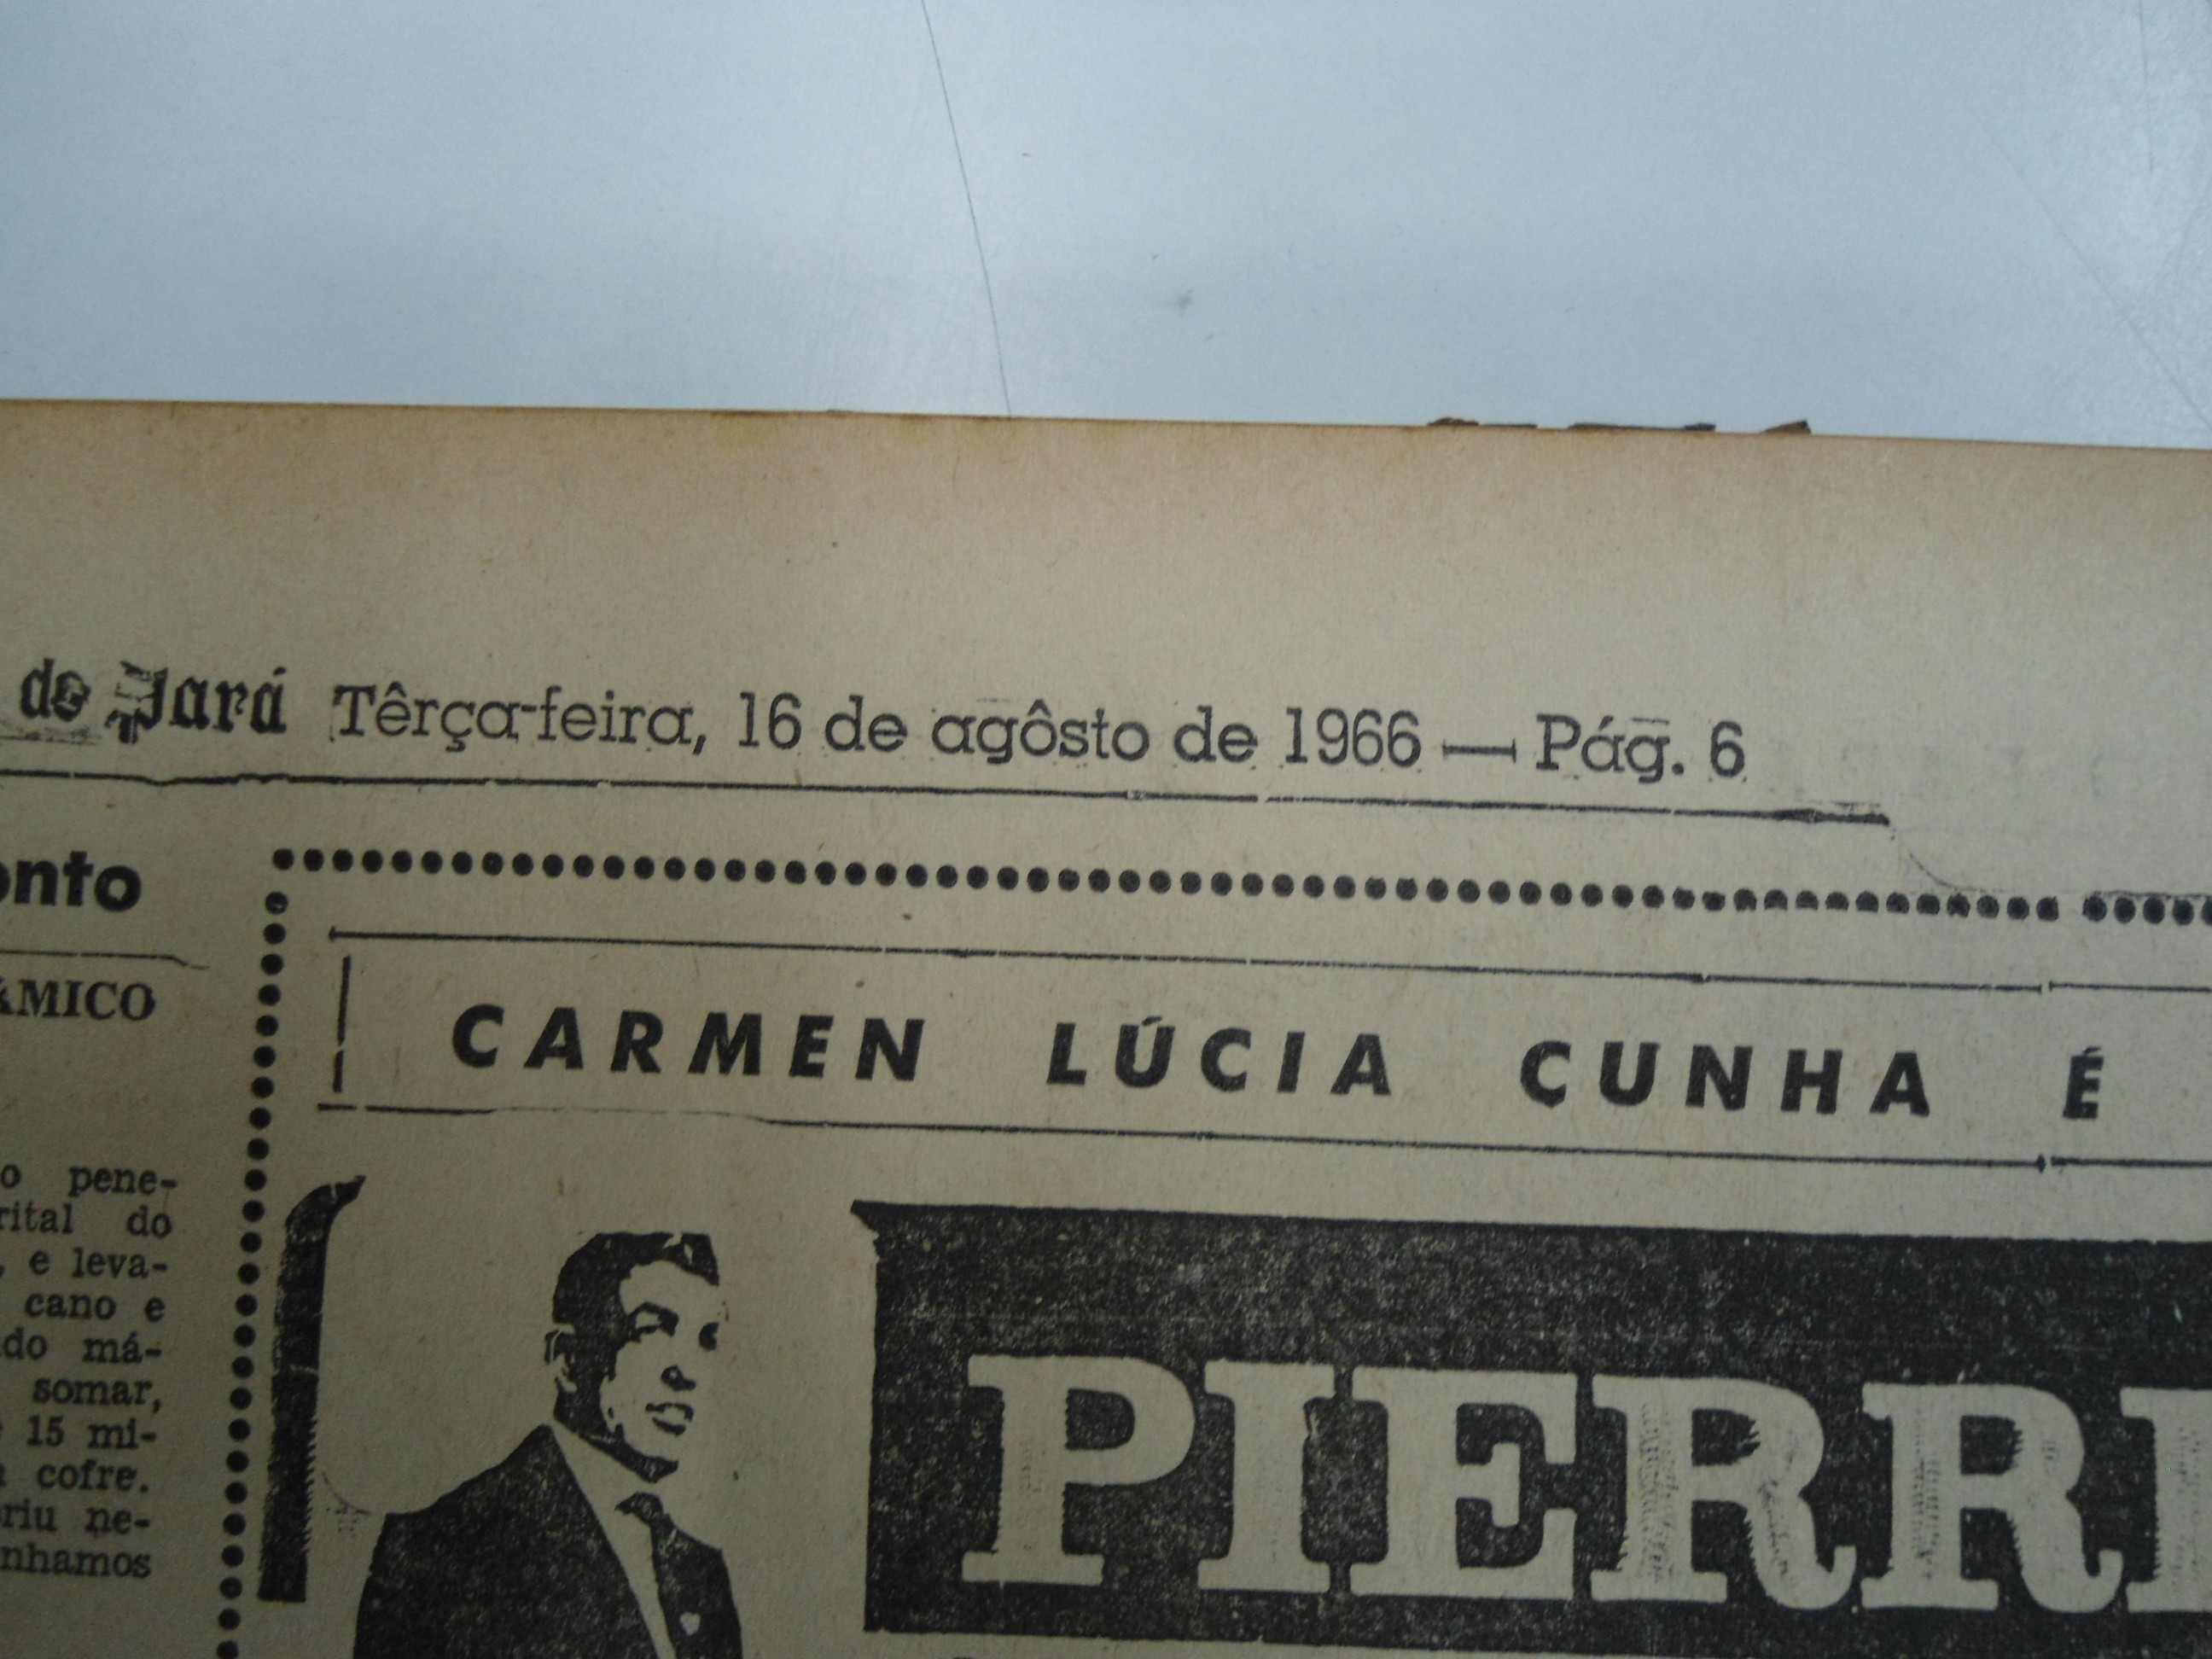 do Pará Têrça-feira, 16 de agôsto de 1966 — Pág. 6
onto
ÂMICO
o pene-
rital do
, e leva-
cano e
do má-
somar,
15 mi-
cofre.
riu ne-
nhamos
CARMEN LÚCIA CUNHA É
PIERR